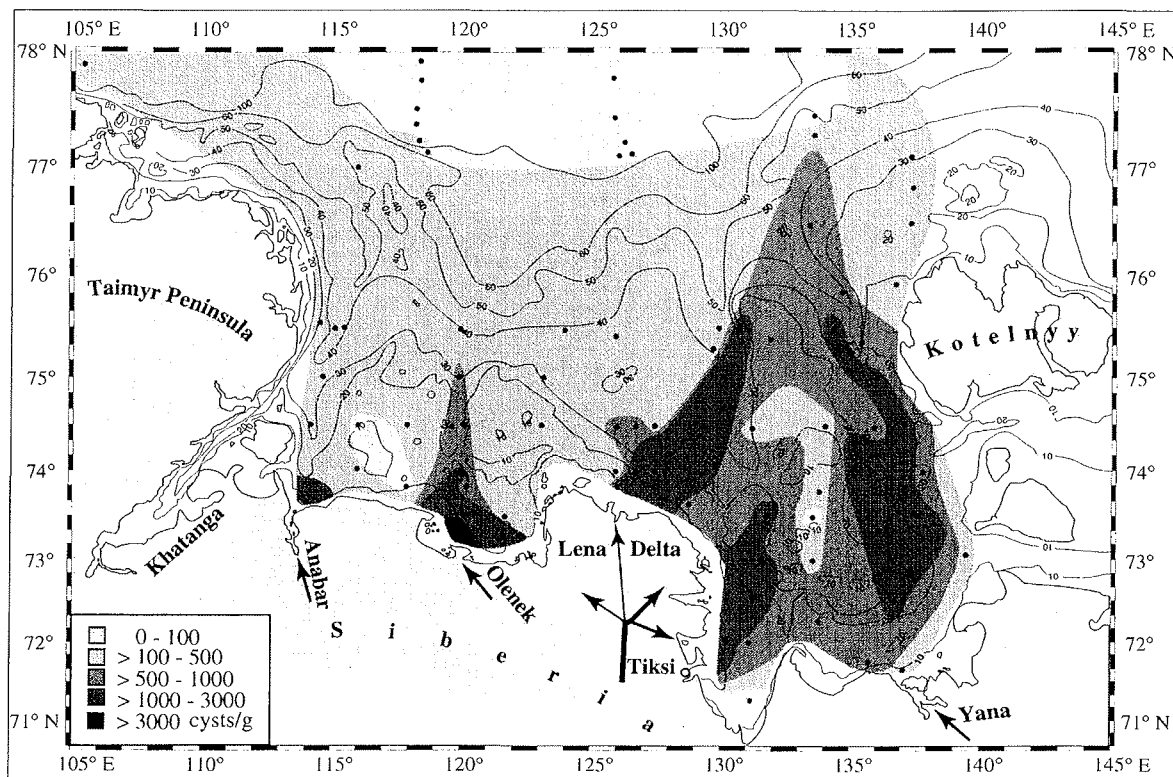 105° E 110° 115° 120° 125° 130° 135° 140° 145° E
78° N 78° N
77° 77°
76° 76°
Taimyr Peninsula
Kotelnyy
75° 75°
74° 74°
Khatanga
Anabar
Olenek
Lena Delta
73° 73°
Siberia
72° 72°
Tiksi
Yana
0 - 100
> 100 - 500
> 500 - 1000
> 1000 - 3000
> 3000 cysts/g
71° N 71° N
105° E 110° 115° 120° 125° 130° 135° 140° 145° E